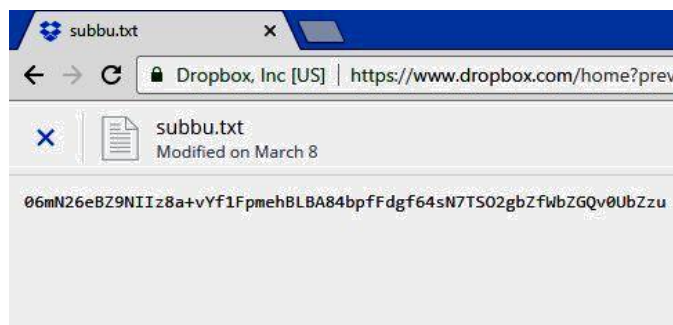 subbu.txt
Dropbox, Inc [US] | https://www.dropbox.com/home?prev
subbu.txt
Modified on March 8
06mN26eBZ9NIIz8a+vYf1FpmehBLBA84bpfFdgf64sN7TSO2gbZfWbZGQv0UbZzu